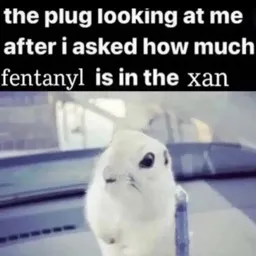 the plug looking at me
after i asked how much
fentanyl is in the xan